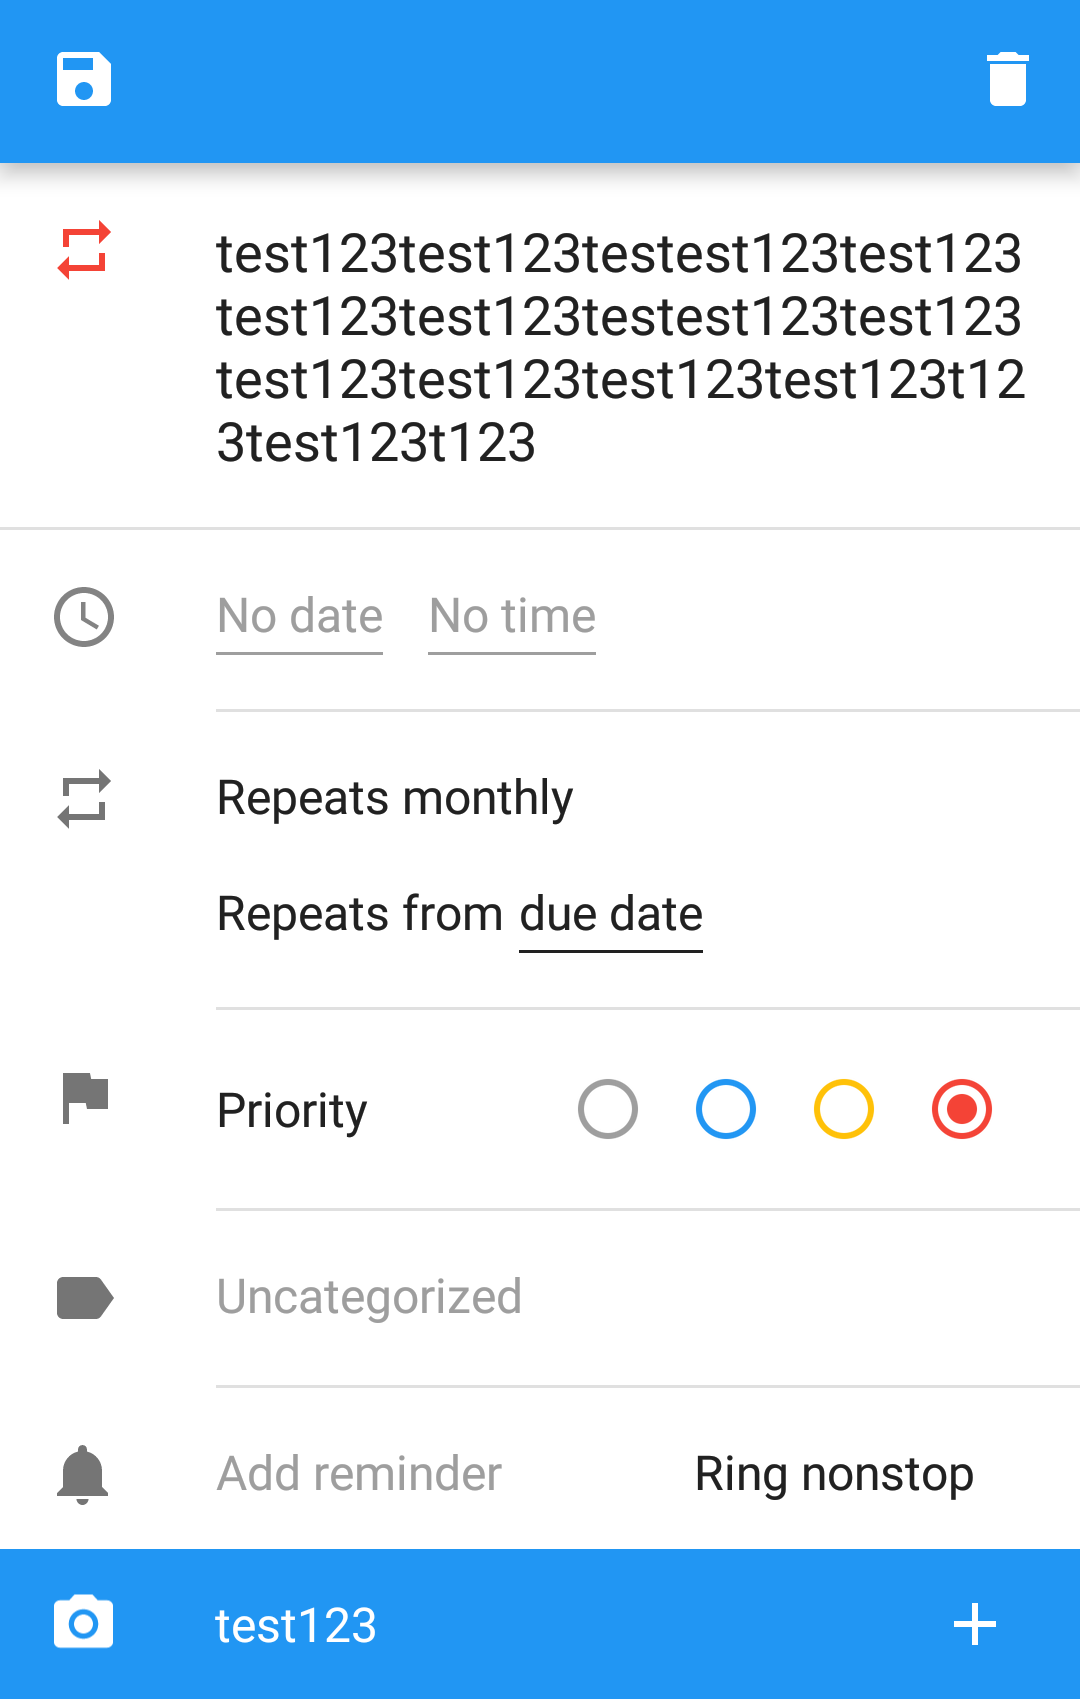 test123test123testest123test123
test123test123testest123test123
test123test123test123test123t12
3test123t123
No date No time
Repeats monthly
Repeats from due date
Priority
Uncategorized
Add reminder Ring nonstop
test123